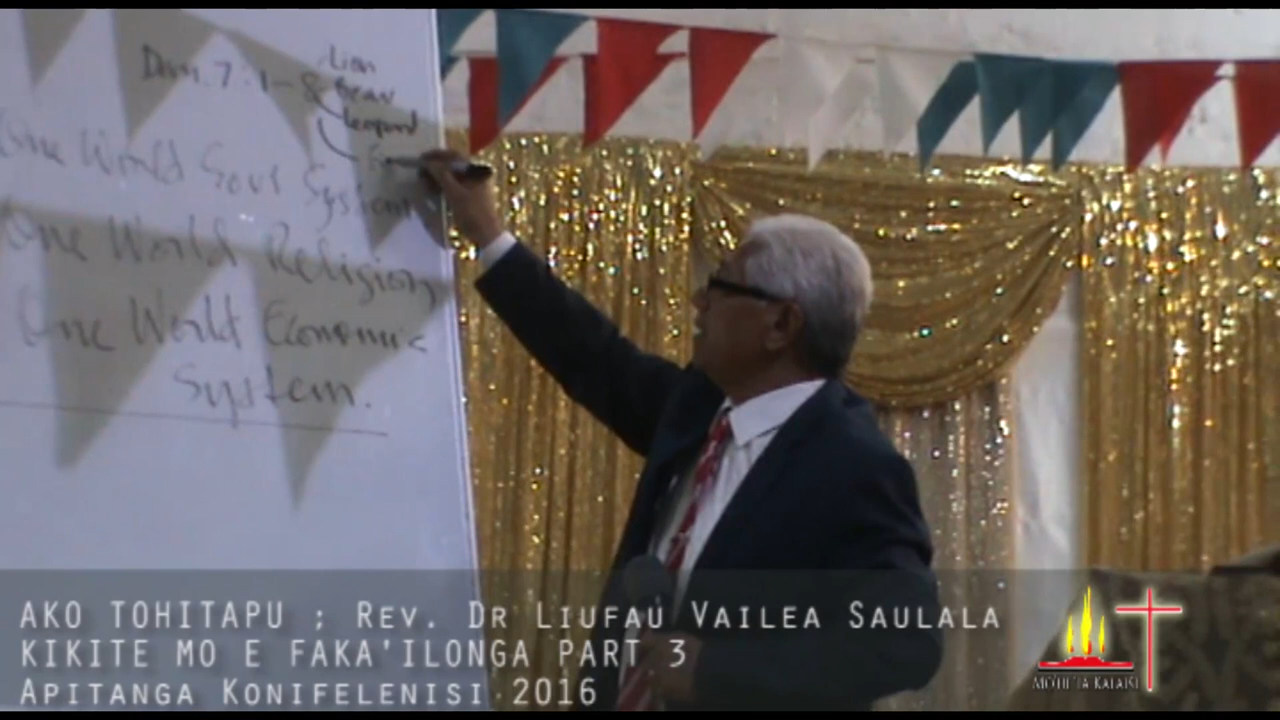 Dan. 7:1-8
Lion
Bear
Leopard
One World Govt System
One World Religion
One World Economic
System.
AKO TOHITAPU ; REV. DR LIUFAU VAILEA SAULALA
KIKITE MO E FAKA'ILONGA PART 3
APITANGA KONIFELENISI 2016